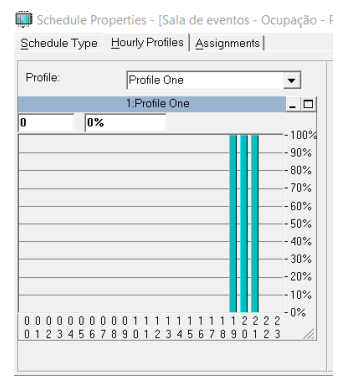 Schedule Properties - [Sala de eventos - Ocupação - P
Schedule Type Hourly Profiles Assignments
Profile: Profile One
1:Profile One
0 0%
100%
90%
80%
70%
60%
50%
40%
30%
20%
10%
0%
0 0 0 0 0 0 0 0 0 0 1 1 1 1 1 1 1 1 1 1 2 2 2 2
0 1 2 3 4 5 6 7 8 9 0 1 2 3 4 5 6 7 8 9 0 1 2 3